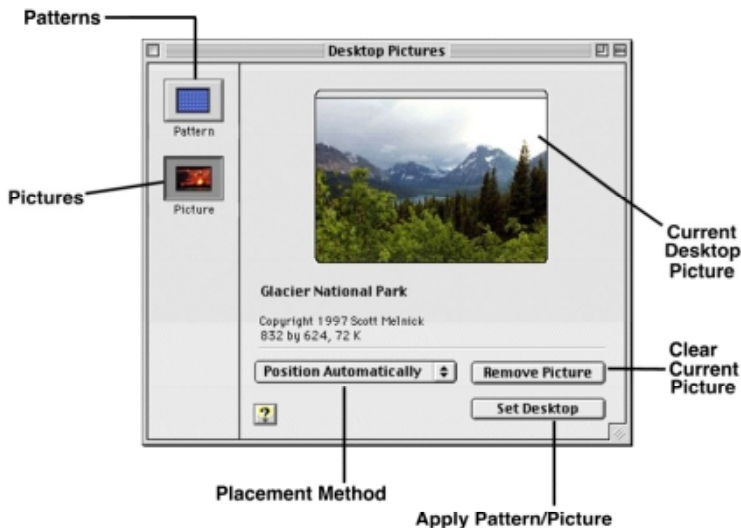 Patterns
Desktop Pictures
Pattern
Pictures
Picture
Current
Desktop
Picture
Glacier National Park
Copyright 1997 Scott Melnick
832 by 624, 72 K
Position Automatically
Remove Picture
Clear
Current
Picture
?
Set Desktop
Placement Method
Apply Pattern/Picture